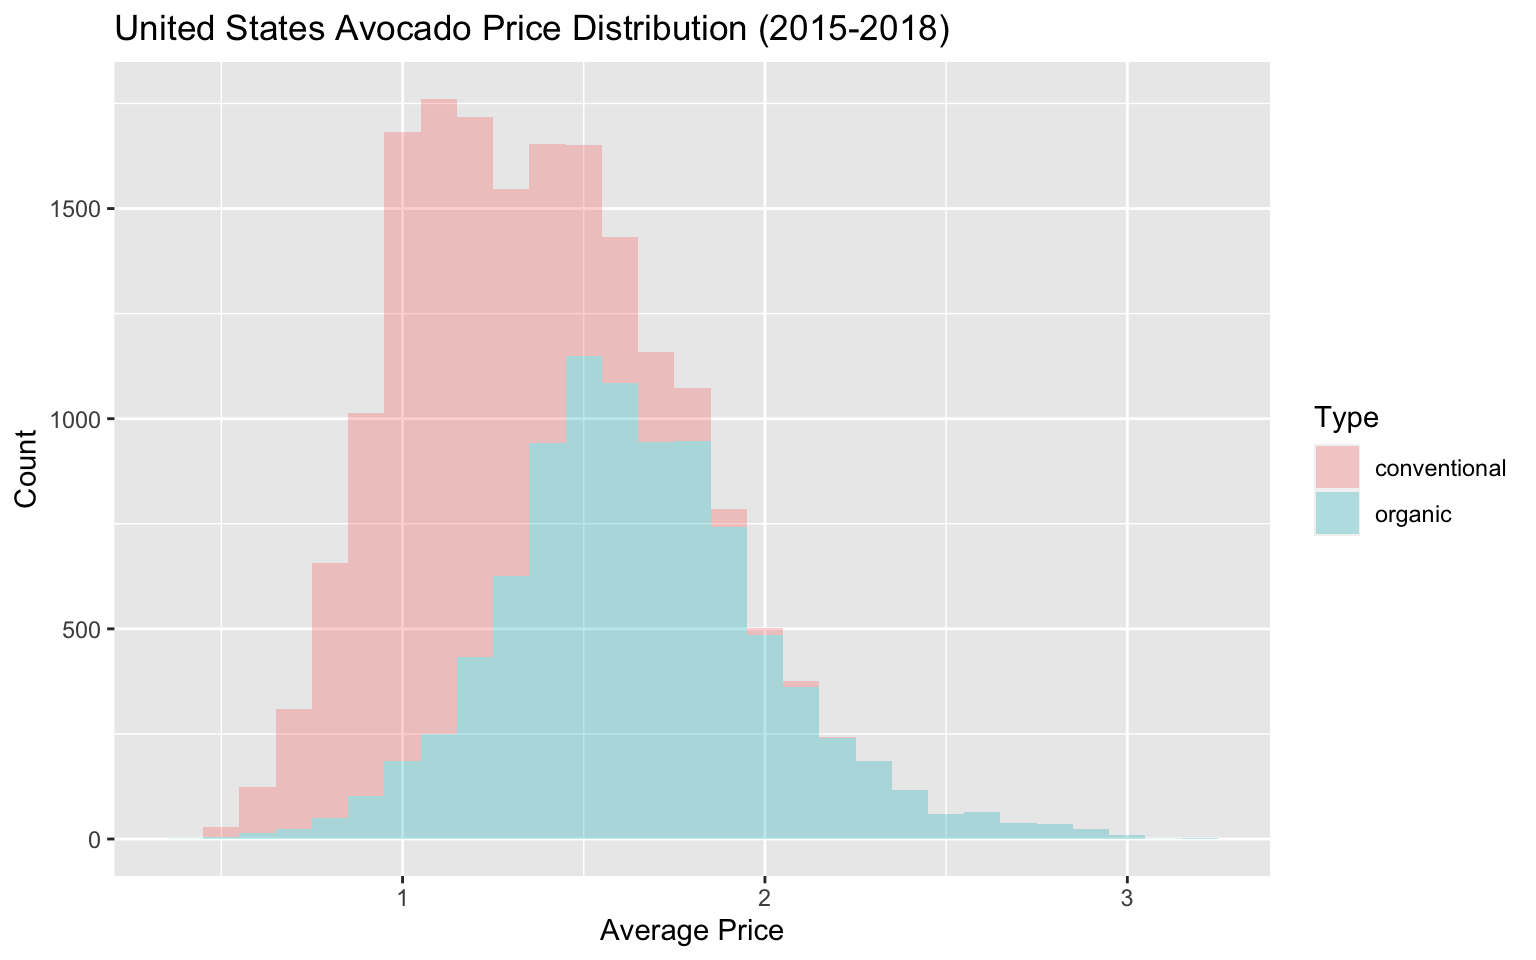 United States Avocado Price Distribution (2015-2018)
1500
1000
500
0
Count
1 2 3
Average Price
Type
conventional
organic